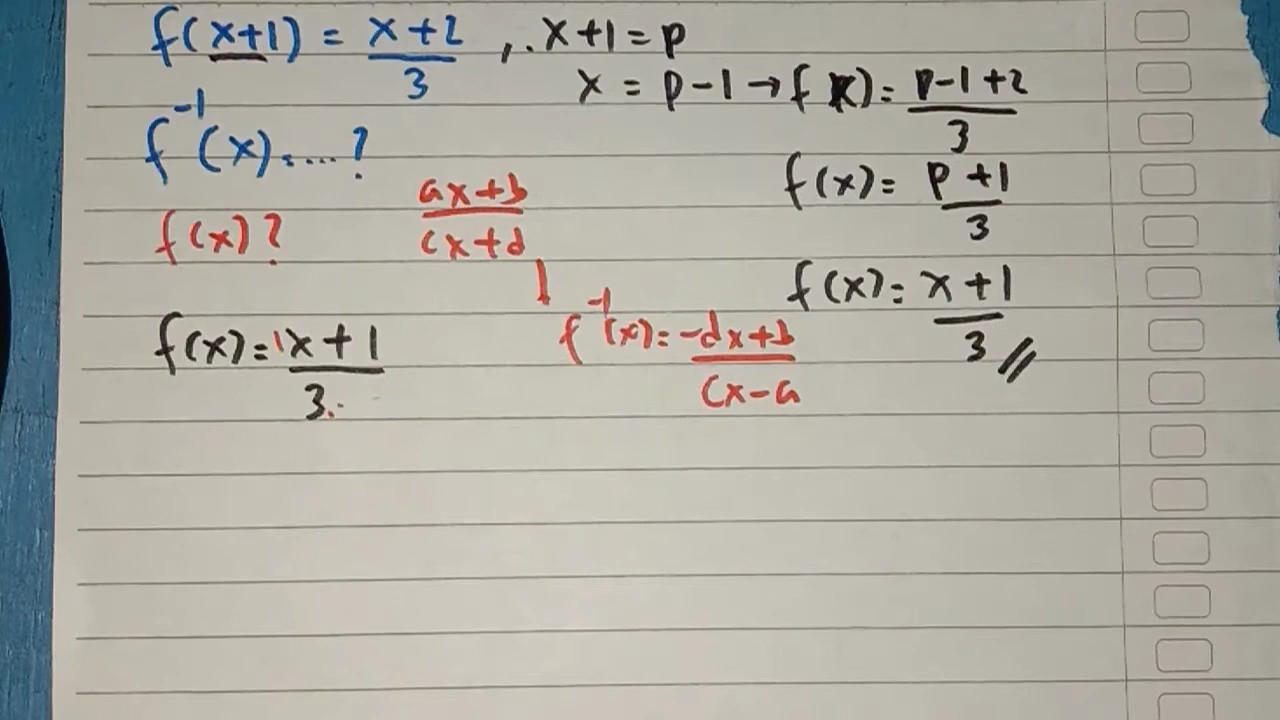 f(x+1) = x+2/3 , . x+1 = p
x = p-1 → f(x) = p-1+2/3
f⁻¹(x) = ... ?
f(x) = p+1/3
f(x) ? ax+b/cx+d
f(x) = x+1/3 //
f(x) = 1x+1/3. f⁻¹(x) = -dx+b/cx-a